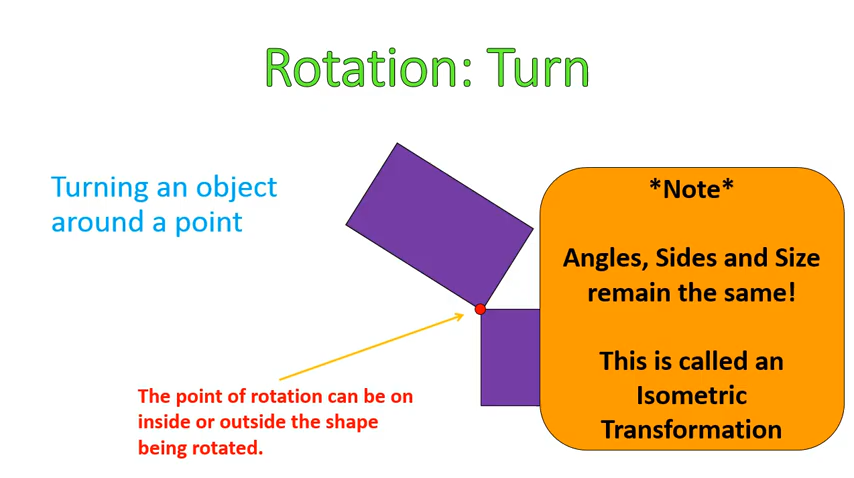 Rotation: Turn
Turning an object
around a point
*Note*
Angles, Sides and Size
remain the same!
This is called an
Isometric
Transformation
The point of rotation can be on
inside or outside the shape
being rotated.